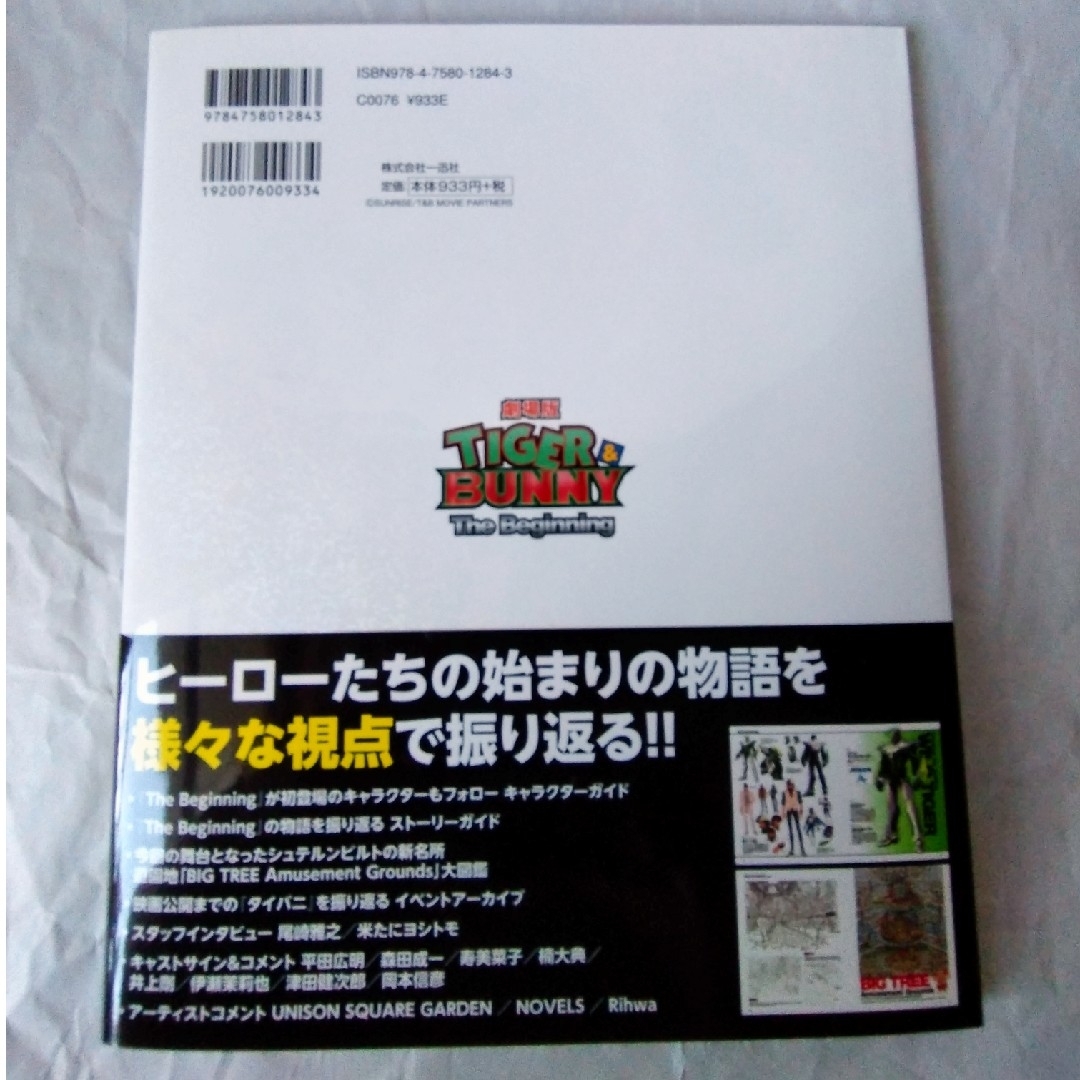 ISBN978-4-7580-1284-3
C0076 ¥933E
9784758012843
1920076009334
株式会社一迅社
定価:本体933円+税
©SUNRISE/T&B MOVIE PARTNERS
劇場版
TIGER &
BUNNY
The Beginning
ヒーローたちの始まりの物語を
様々な視点で振り返る!!
・『The Beginning』が初登場のキャラクターもフォロー キャラクターガイド
・『The Beginning』の物語を振り返る ストーリーガイド
・今回の舞台となったシュテルンビルトの新名所
遊園地「BIG TREE Amusement Grounds」大図鑑
・映画公開までの『タイバニ』を振り返る イベントアーカイブ
・スタッフインタビュー 尾崎雅之/米たにヨシトモ
・キャストサイン&コメント 平田広明/森田成一/寿美菜子/楠大典/
井上剛/伊瀬茉莉也/津田健次郎/岡本信彦
・アーティストコメント UNISON SQUARE GARDEN / NOVELS / Rihwa
BIG TREE